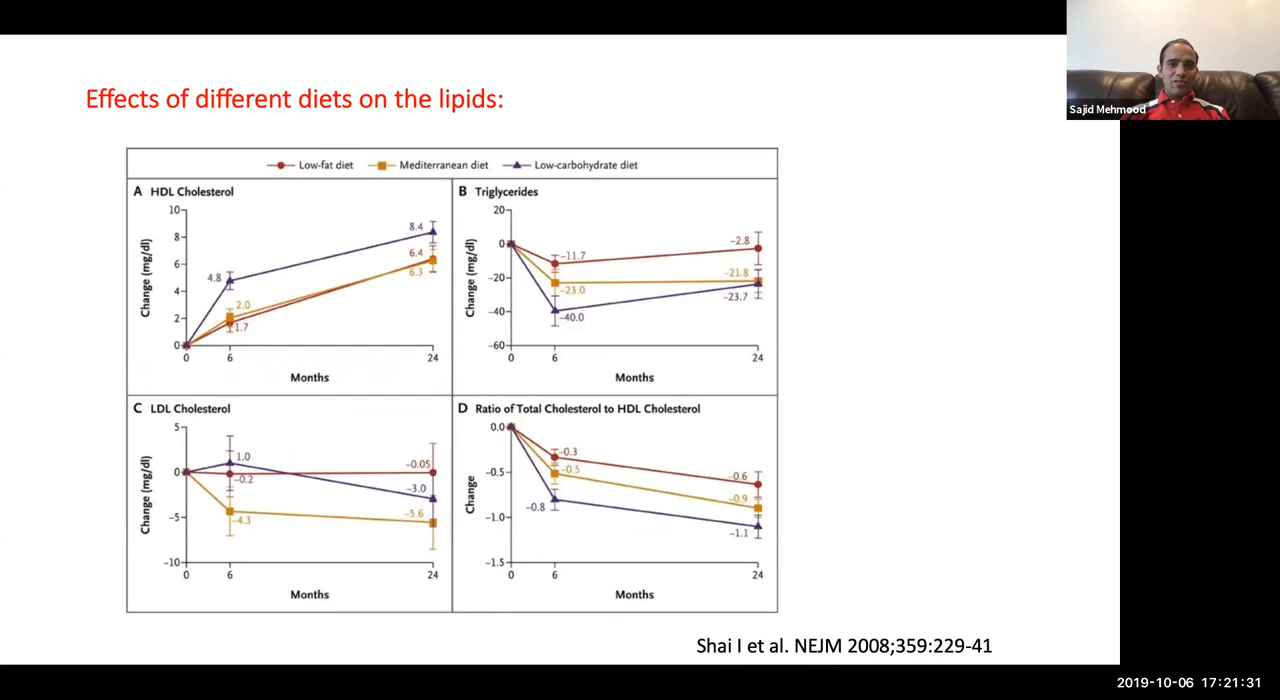 Sajid Mehmood
Effects of different diets on the lipids:
Low-fat diet Mediterranean diet Low-carbohydrate diet
A HDL Cholesterol
10
8
6
4
2
0
Change (mg/dl)
4.8
2.0
1.7
8.4
6.4
6.3
0 6 24
Months
B Triglycerides
20
0
−20
−40
−60
Change (mg/dl)
−11.7
−23.0
−40.0
−2.8
−21.8
−23.7
0 6 24
Months
C LDL Cholesterol
5
0
−5
−10
Change (mg/dl)
1.0
−0.2
−4.3
−0.05
−3.0
−5.6
0 6 24
Months
D Ratio of Total Cholesterol to HDL Cholesterol
0.0
−0.5
−1.0
−1.5
Change
−0.3
−0.5
−0.8
−0.6
−0.9
−1.1
0 6 24
Months
Shai I et al. NEJM 2008;359:229-41
2019-10-06 17:21:31